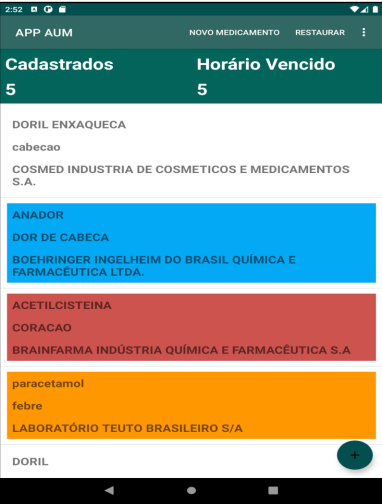 2:52
APP AUM NOVO MEDICAMENTO RESTAURAR
Cadastrados Horário Vencido
5 5
DORIL ENXAQUECA
cabecao
COSMED INDUSTRIA DE COSMETICOS E MEDICAMENTOS
S.A.
ANADOR
DOR DE CABECA
BOEHRINGER INGELHEIM DO BRASIL QUÍMICA E
FARMACÊUTICA LTDA.
ACETILCISTEINA
CORACAO
BRAINFARMA INDÚSTRIA QUÍMICA E FARMACÊUTICA S.A
paracetamol
febre
LABORATÓRIO TEUTO BRASILEIRO S/A
DORIL